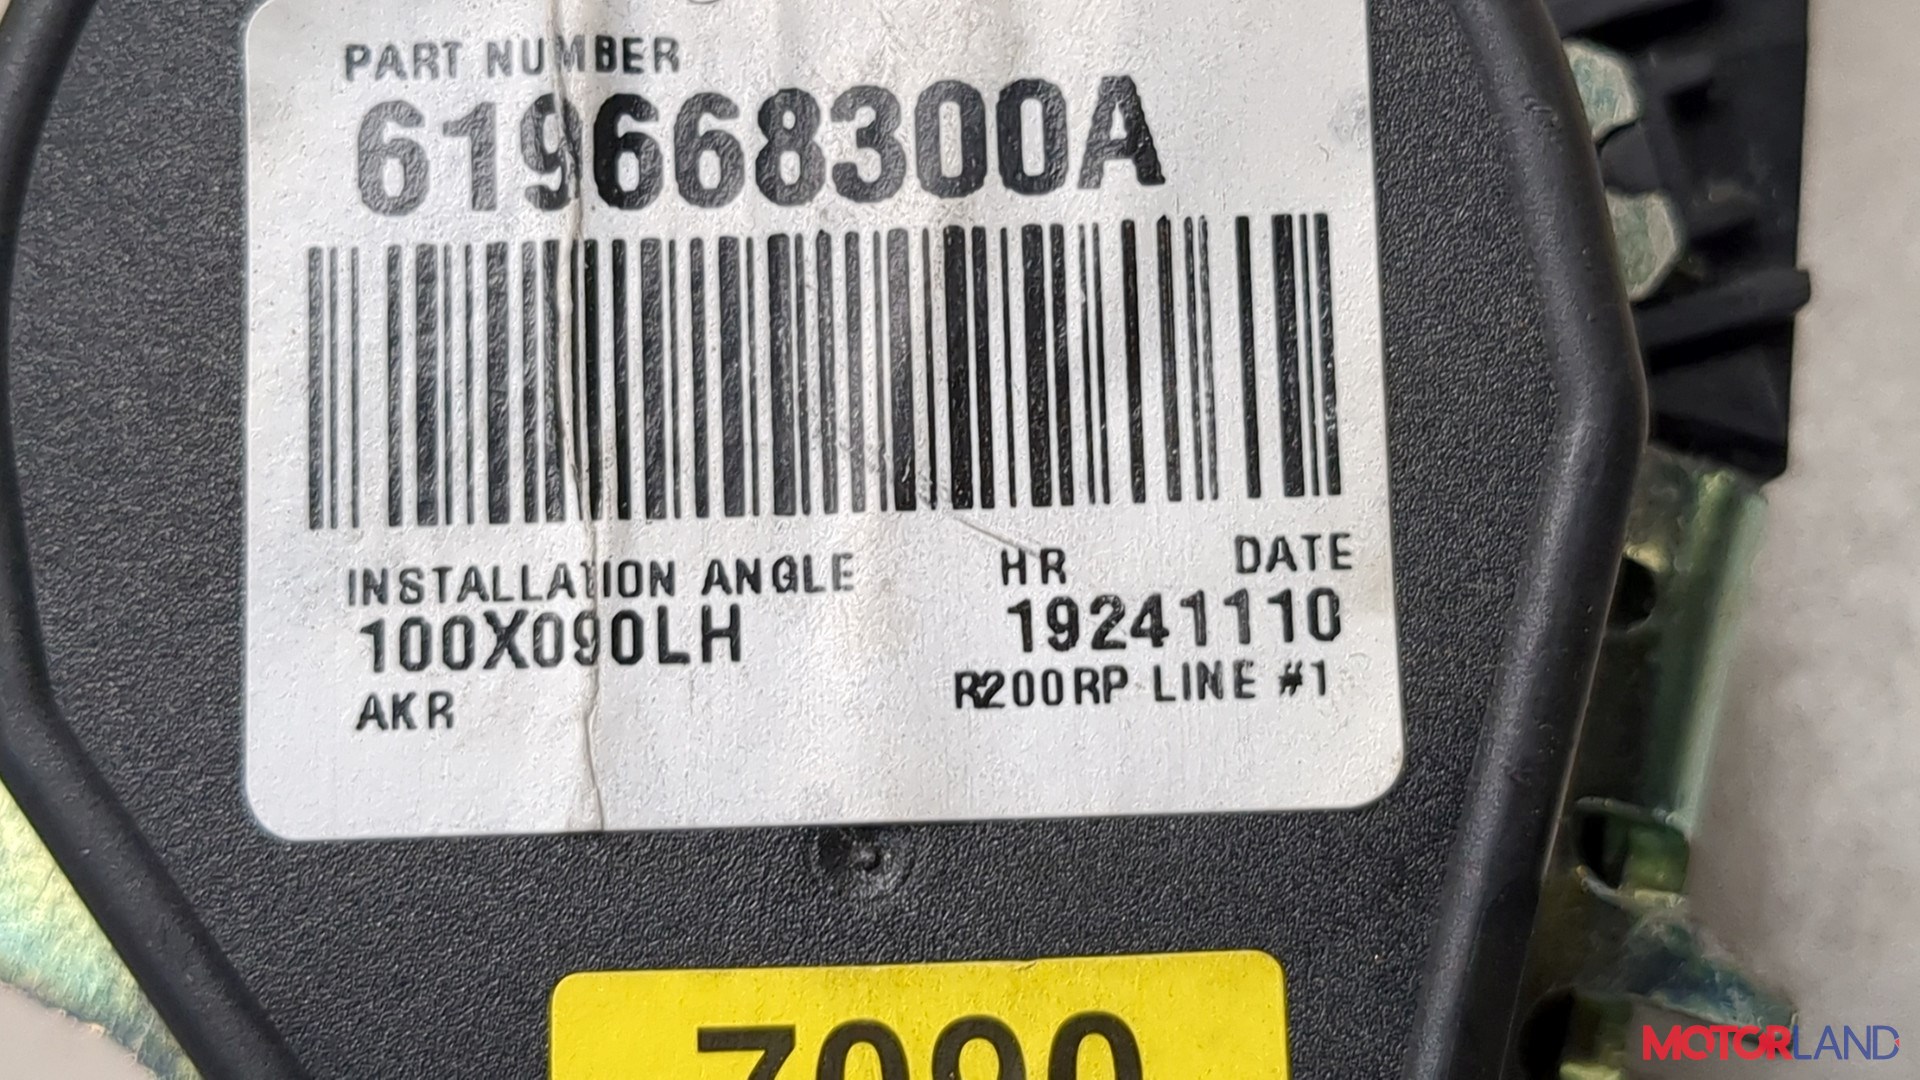 PART NUMBER
619668300A
INSTALLATION ANGLE HR DATE
100X090LH 19241110
AKR R200RP LINE #1
MOTORLAND